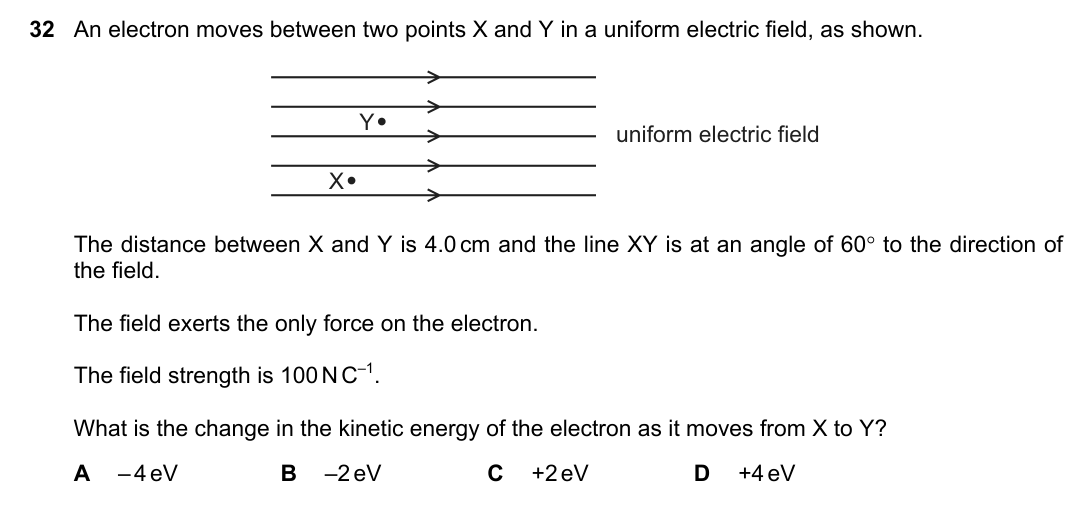 32 An electron moves between two points X and Y in a uniform electric field, as shown.
Y
uniform electric field
X
The distance between X and Y is 4.0 cm and the line XY is at an angle of 60° to the direction of
the field.
The field exerts the only force on the electron.
The field strength is 100 N C⁻¹.
What is the change in the kinetic energy of the electron as it moves from X to Y?
A –4 eV B –2 eV C +2 eV D +4 eV